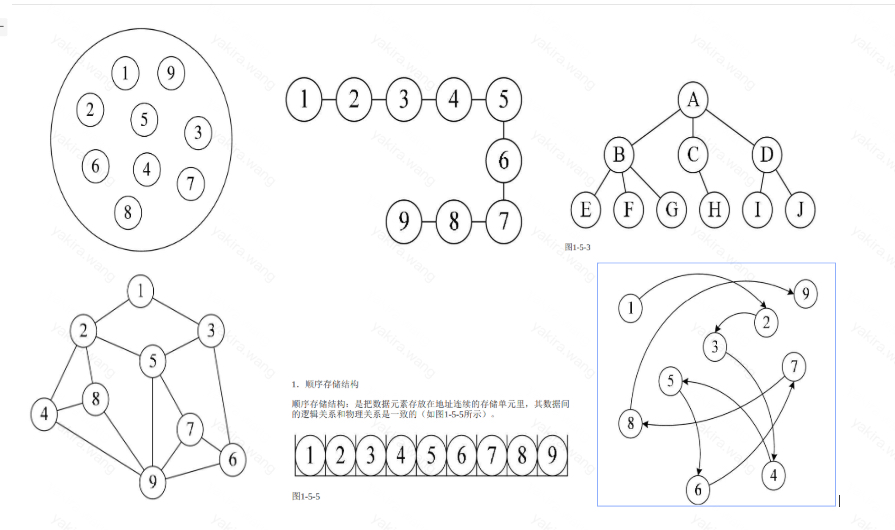 1 9
2 5 3
6 4 7
8
1 2 3 4 5
6
9 8 7
A
B C D
E F G H I J
图1-5-3
1
2 3
5
8
4
7
6
9
1．顺序存储结构
顺序存储结构：是把数据元素存放在地址连续的存储单元里，其数据间
的逻辑关系和物理关系是一致的（如图1-5-5所示）。
1 2 3 4 5 6 7 8 9
图1-5-5
9
1
2
3
7
5
8
4
6
yakira.wang